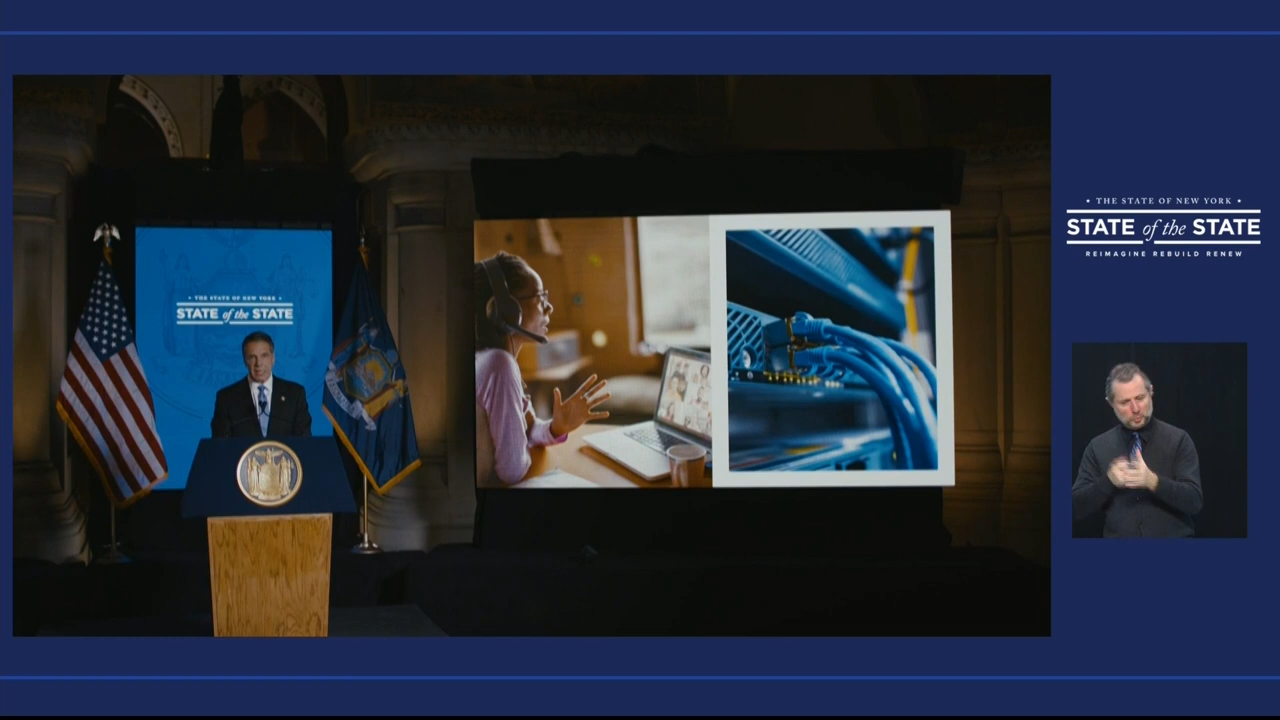 • THE STATE OF NEW YORK •
STATE of the STATE
• THE STATE OF NEW YORK •
STATE of the STATE
REIMAGINE REBUILD RENEW